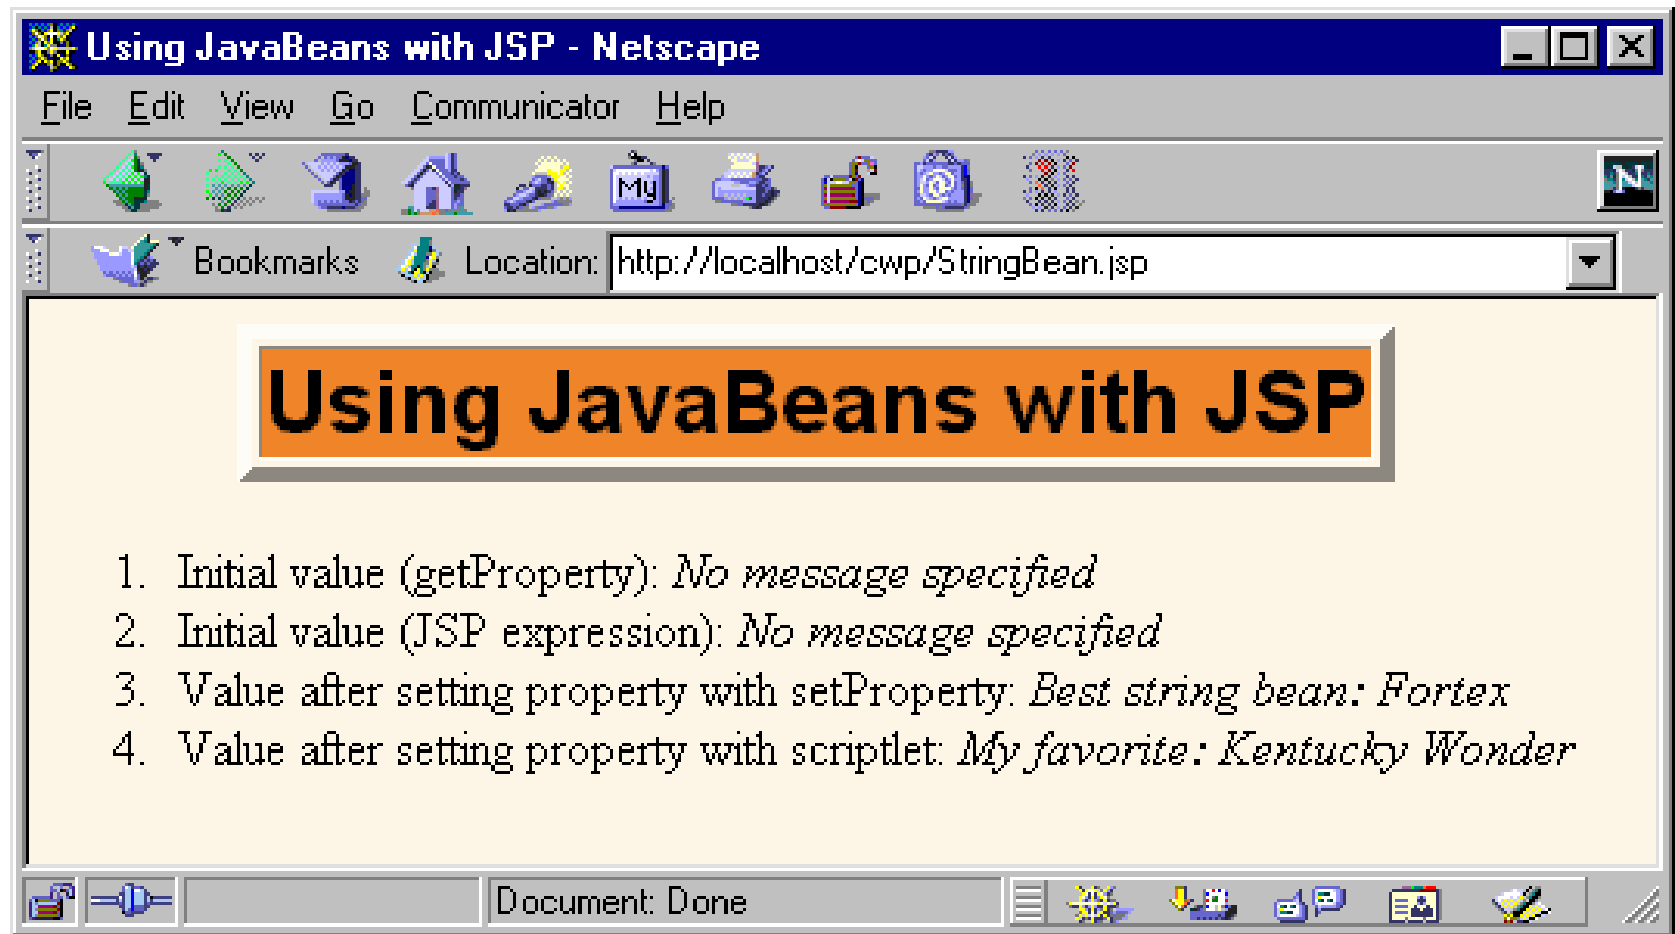 Using JavaBeans with JSP - Netscape
File Edit View Go Communicator Help
My
N
Bookmarks Location: http://localhost/cwp/StringBean.jsp
Using JavaBeans with JSP
1. Initial value (getProperty): No message specified
2. Initial value (JSP expression): No message specified
3. Value after setting property with setProperty: Best string bean: Fortex
4. Value after setting property with scriptlet: My favorite: Kentucky Wonder
Document: Done